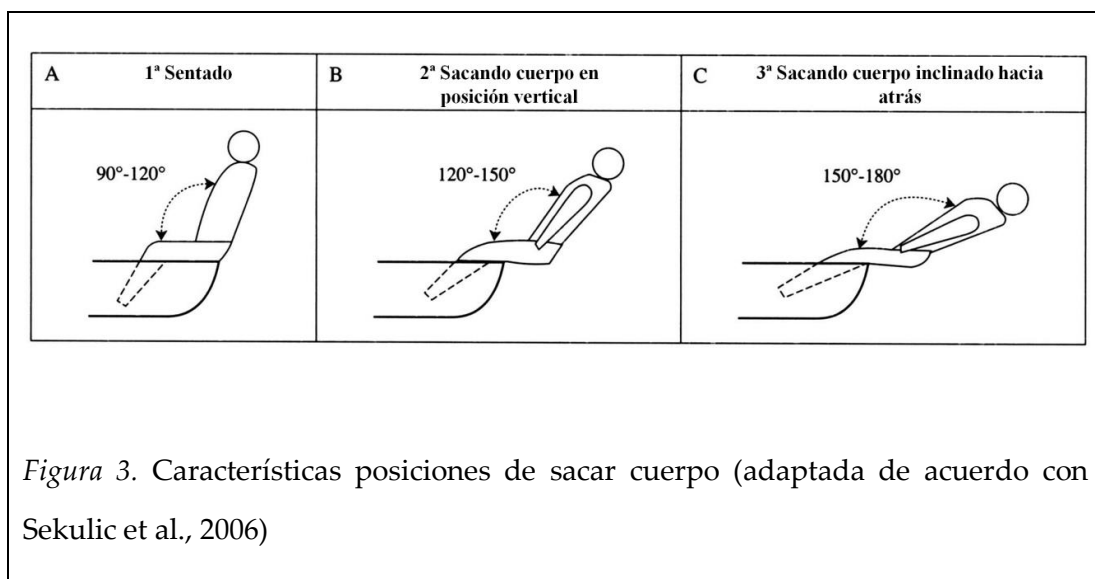 A
1ª Sentado
B
2ª Sacando cuerpo en
posición vertical
C
3ª Sacando cuerpo inclinado hacia
atrás
90°-120°
120°-150°
150°-180°
Figura 3. Características posiciones de sacar cuerpo (adaptada de acuerdo con
Sekulic et al., 2006)